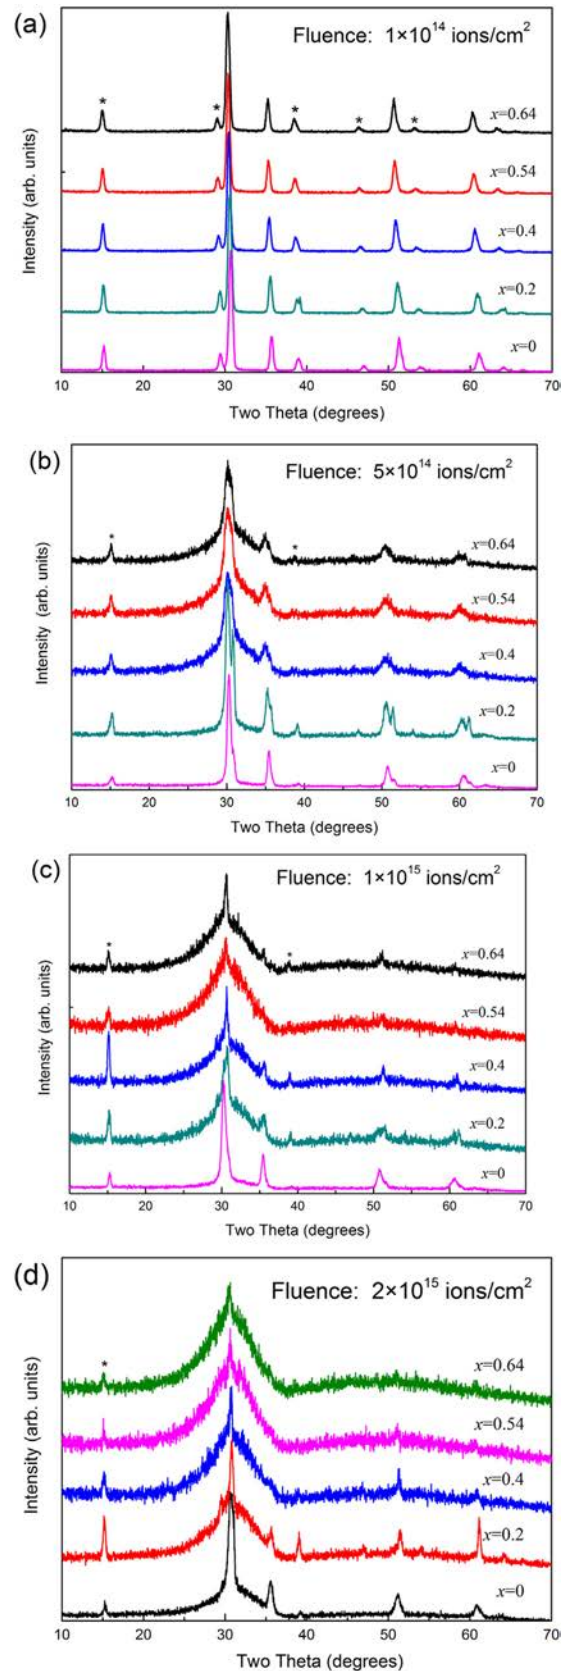 (a)
Fluence: 1×10¹⁴ ions/cm²
*
*
*
*
*
x=0.64
x=0.54
x=0.4
x=0.2
x=0
Intensity (arb. units)
10 20 30 40 50 60 70
Two Theta (degrees)
(b)
Fluence: 5×10¹⁴ ions/cm²
*
*
x=0.64
x=0.54
x=0.4
x=0.2
x=0
Intensity (arb. units)
10 20 30 40 50 60 70
Two Theta (degrees)
(c)
Fluence: 1×10¹⁵ ions/cm²
*
*
x=0.64
x=0.54
x=0.4
x=0.2
x=0
Intensity (arb. units)
10 20 30 40 50 60 70
Two Theta (degrees)
(d)
Fluence: 2×10¹⁵ ions/cm²
*
x=0.64
x=0.54
x=0.4
x=0.2
x=0
Intensity (arb. units)
10 20 30 40 50 60 70
Two Theta (degrees)